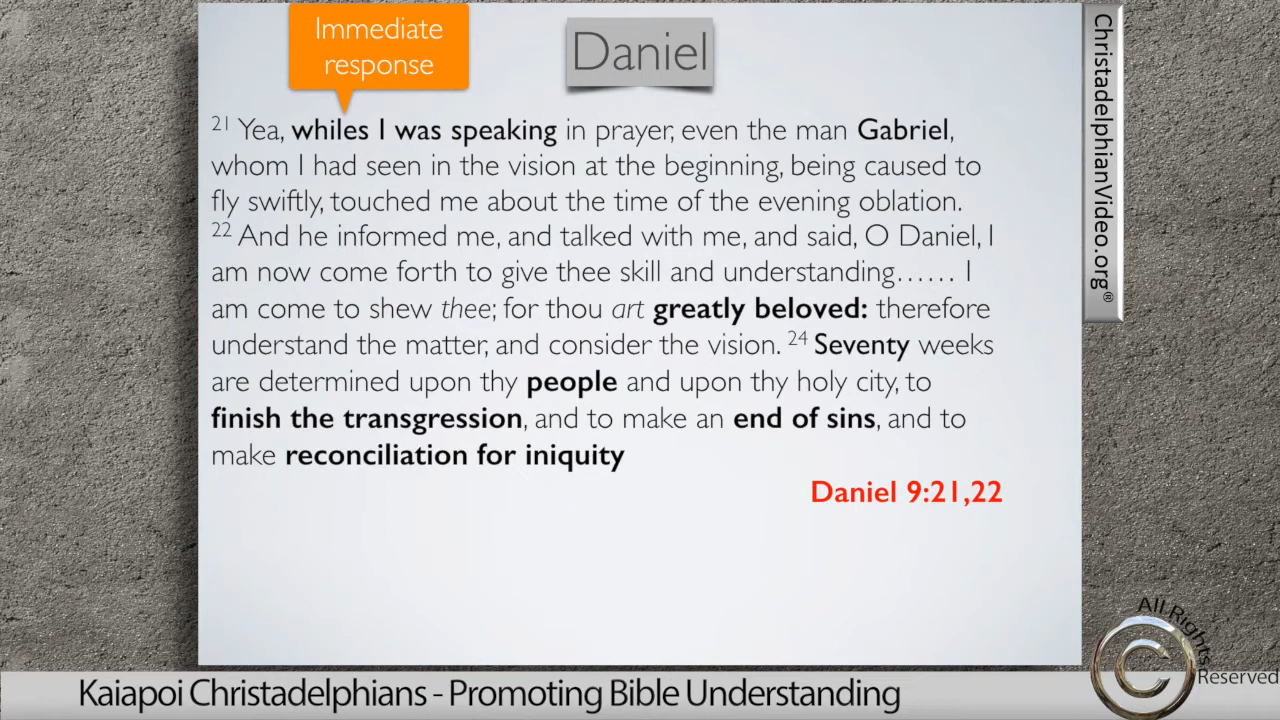 Immediate
response
Daniel
21 Yea, whiles I was speaking in prayer, even the man Gabriel,
whom I had seen in the vision at the beginning, being caused to
fly swiftly, touched me about the time of the evening oblation.
22 And he informed me, and talked with me, and said, O Daniel, I
am now come forth to give thee skill and understanding…… I
am come to shew thee; for thou art greatly beloved: therefore
understand the matter, and consider the vision. 24 Seventy weeks
are determined upon thy people and upon thy holy city, to
finish the transgression, and to make an end of sins, and to
make reconciliation for iniquity
Daniel 9:21,22
ChristadelphianVideo.org®
All Rights
C
Reserved
Kaiapoi Christadelphians - Promoting Bible Understanding